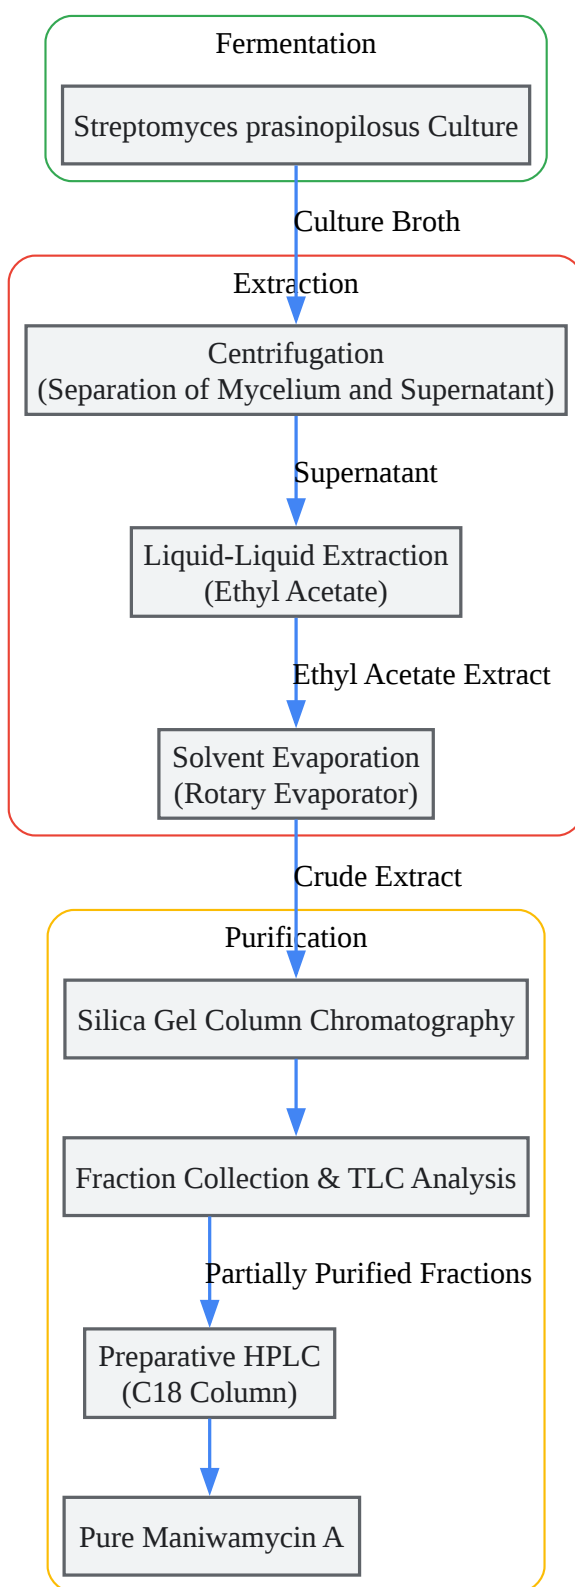 Fermentation
Streptomyces prasinopilosus Culture
Culture Broth
Extraction
Centrifugation
(Separation of Mycelium and Supernatant)
Supernatant
Liquid-Liquid Extraction
(Ethyl Acetate)
Ethyl Acetate Extract
Solvent Evaporation
(Rotary Evaporator)
Crude Extract
Purification
Silica Gel Column Chromatography
Fraction Collection & TLC Analysis
Partially Purified Fractions
Preparative HPLC
(C18 Column)
Pure Maniwamycin A